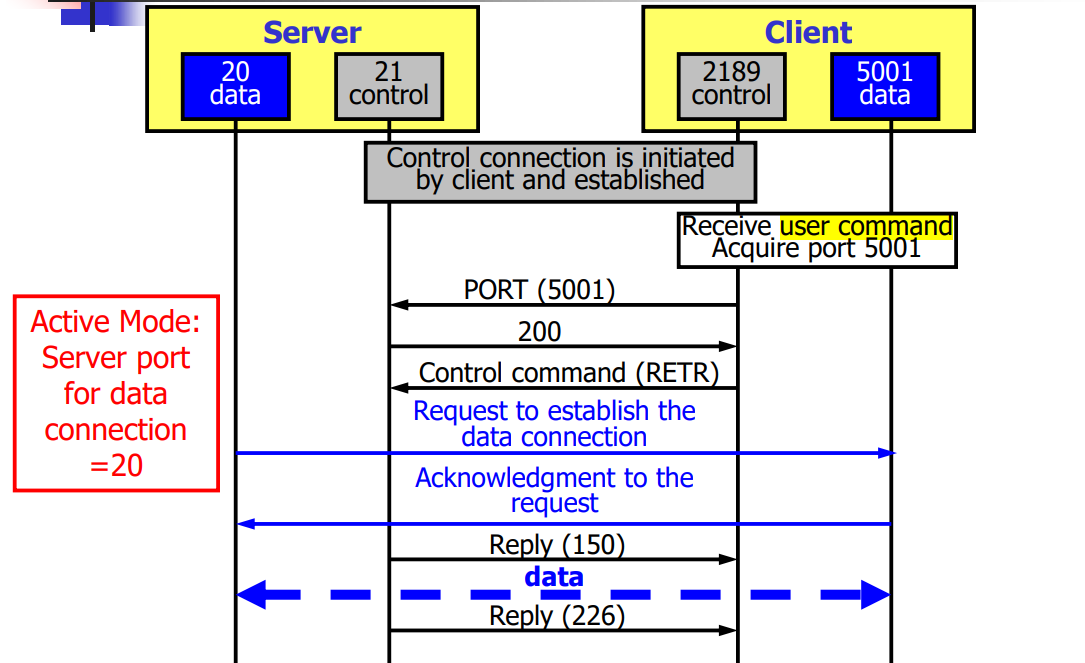 Server
Client
20
data
21
control
2189
control
5001
data
Control connection is initiated
by client and established
Receive user command
Acquire port 5001
PORT (5001)
200
Control command (RETR)
Active Mode:
Server port
for data
connection
=20
Request to establish the
data connection
Acknowledgment to the
request
Reply (150)
data
Reply (226)